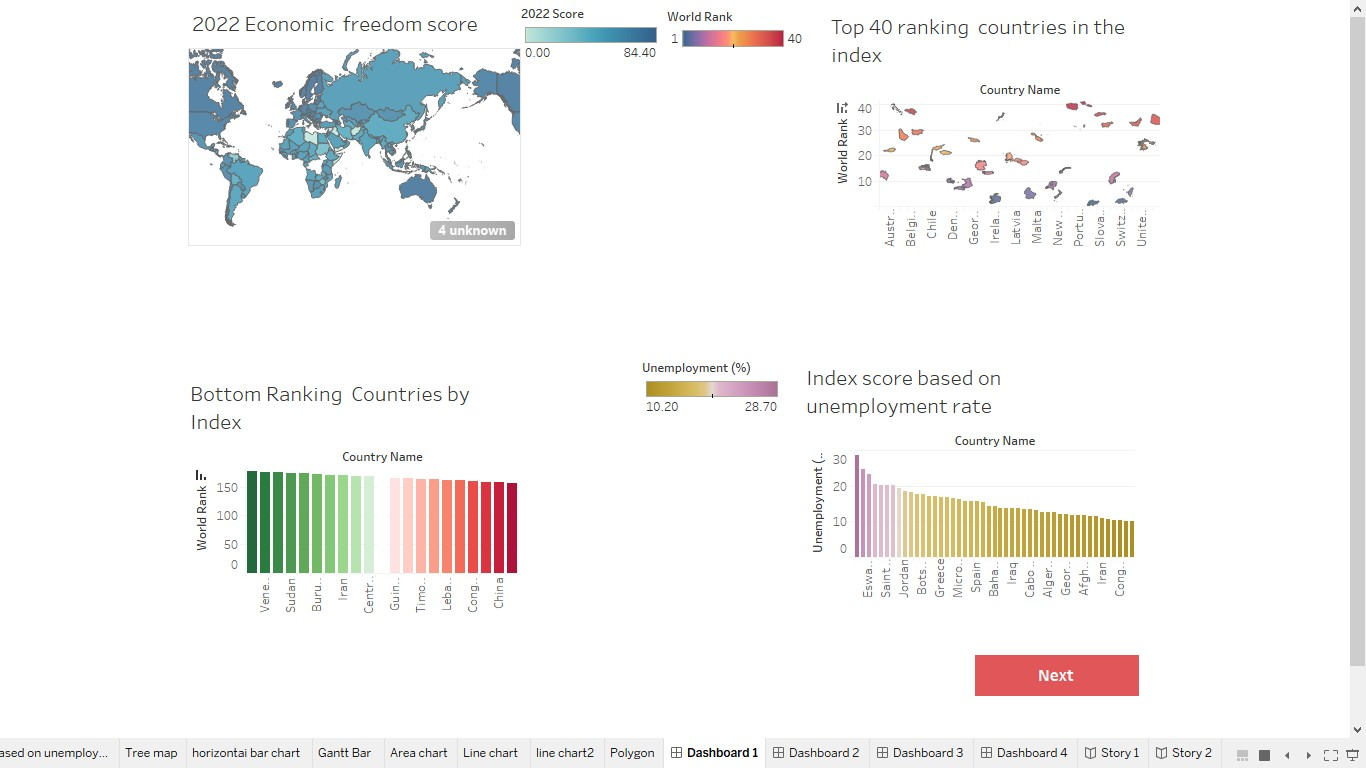 2022 Economic  freedom score
2022 Score
0.00
84.40
World Rank
1
40
4 unknown
Top 40 ranking  countries in the
index
Country Name
World Rank
40
30
20
10
Austr..
Belgi..
Chile
Den..
Geor..
Irela..
Latvia
Malta
New ..
Portu..
Slova..
Switz..
Unite..
Bottom Ranking  Countries by
Index
Country Name
World Rank
150
100
50
0
Vene..
Sudan
Buru..
Iran
Centr..
Guin..
Timo..
Leba..
Cong..
China
Unemployment (%)
10.20
28.70
Index score based on
unemployment rate
Country Name
Unemployment (..
30
20
10
0
Eswa..
Saint ..
Jordan
Bots..
Greece
Micro..
Spain
Baha..
Iraq
Cabo ..
Alger..
Geor..
Afgh..
Iran
Cong..
Next
ased on unemploy...
Tree map
horizontai bar chart
Gantt Bar
Area chart
Line chart
line chart2
Polygon
Dashboard 1
Dashboard 2
Dashboard 3
Dashboard 4
Story 1
Story 2